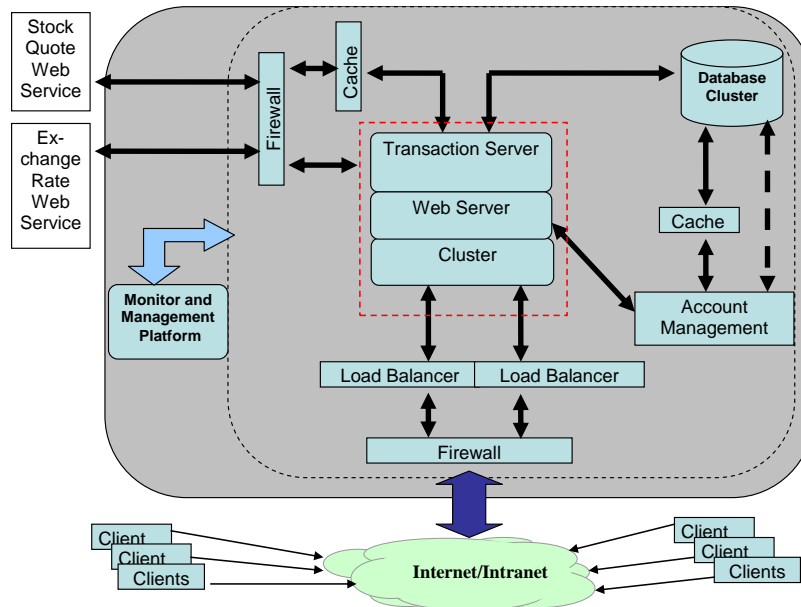 Stock
Quote
Web
Service
Ex-
change
Rate
Web
Service
Firewall
Cache
Database
Cluster
Transaction Server
Web Server
Cluster
Cache
Account
Management
Monitor and
Management
Platform
Load Balancer
Load Balancer
Firewall
Client
Client
Clients
Internet/Intranet
Client
Client
Clients